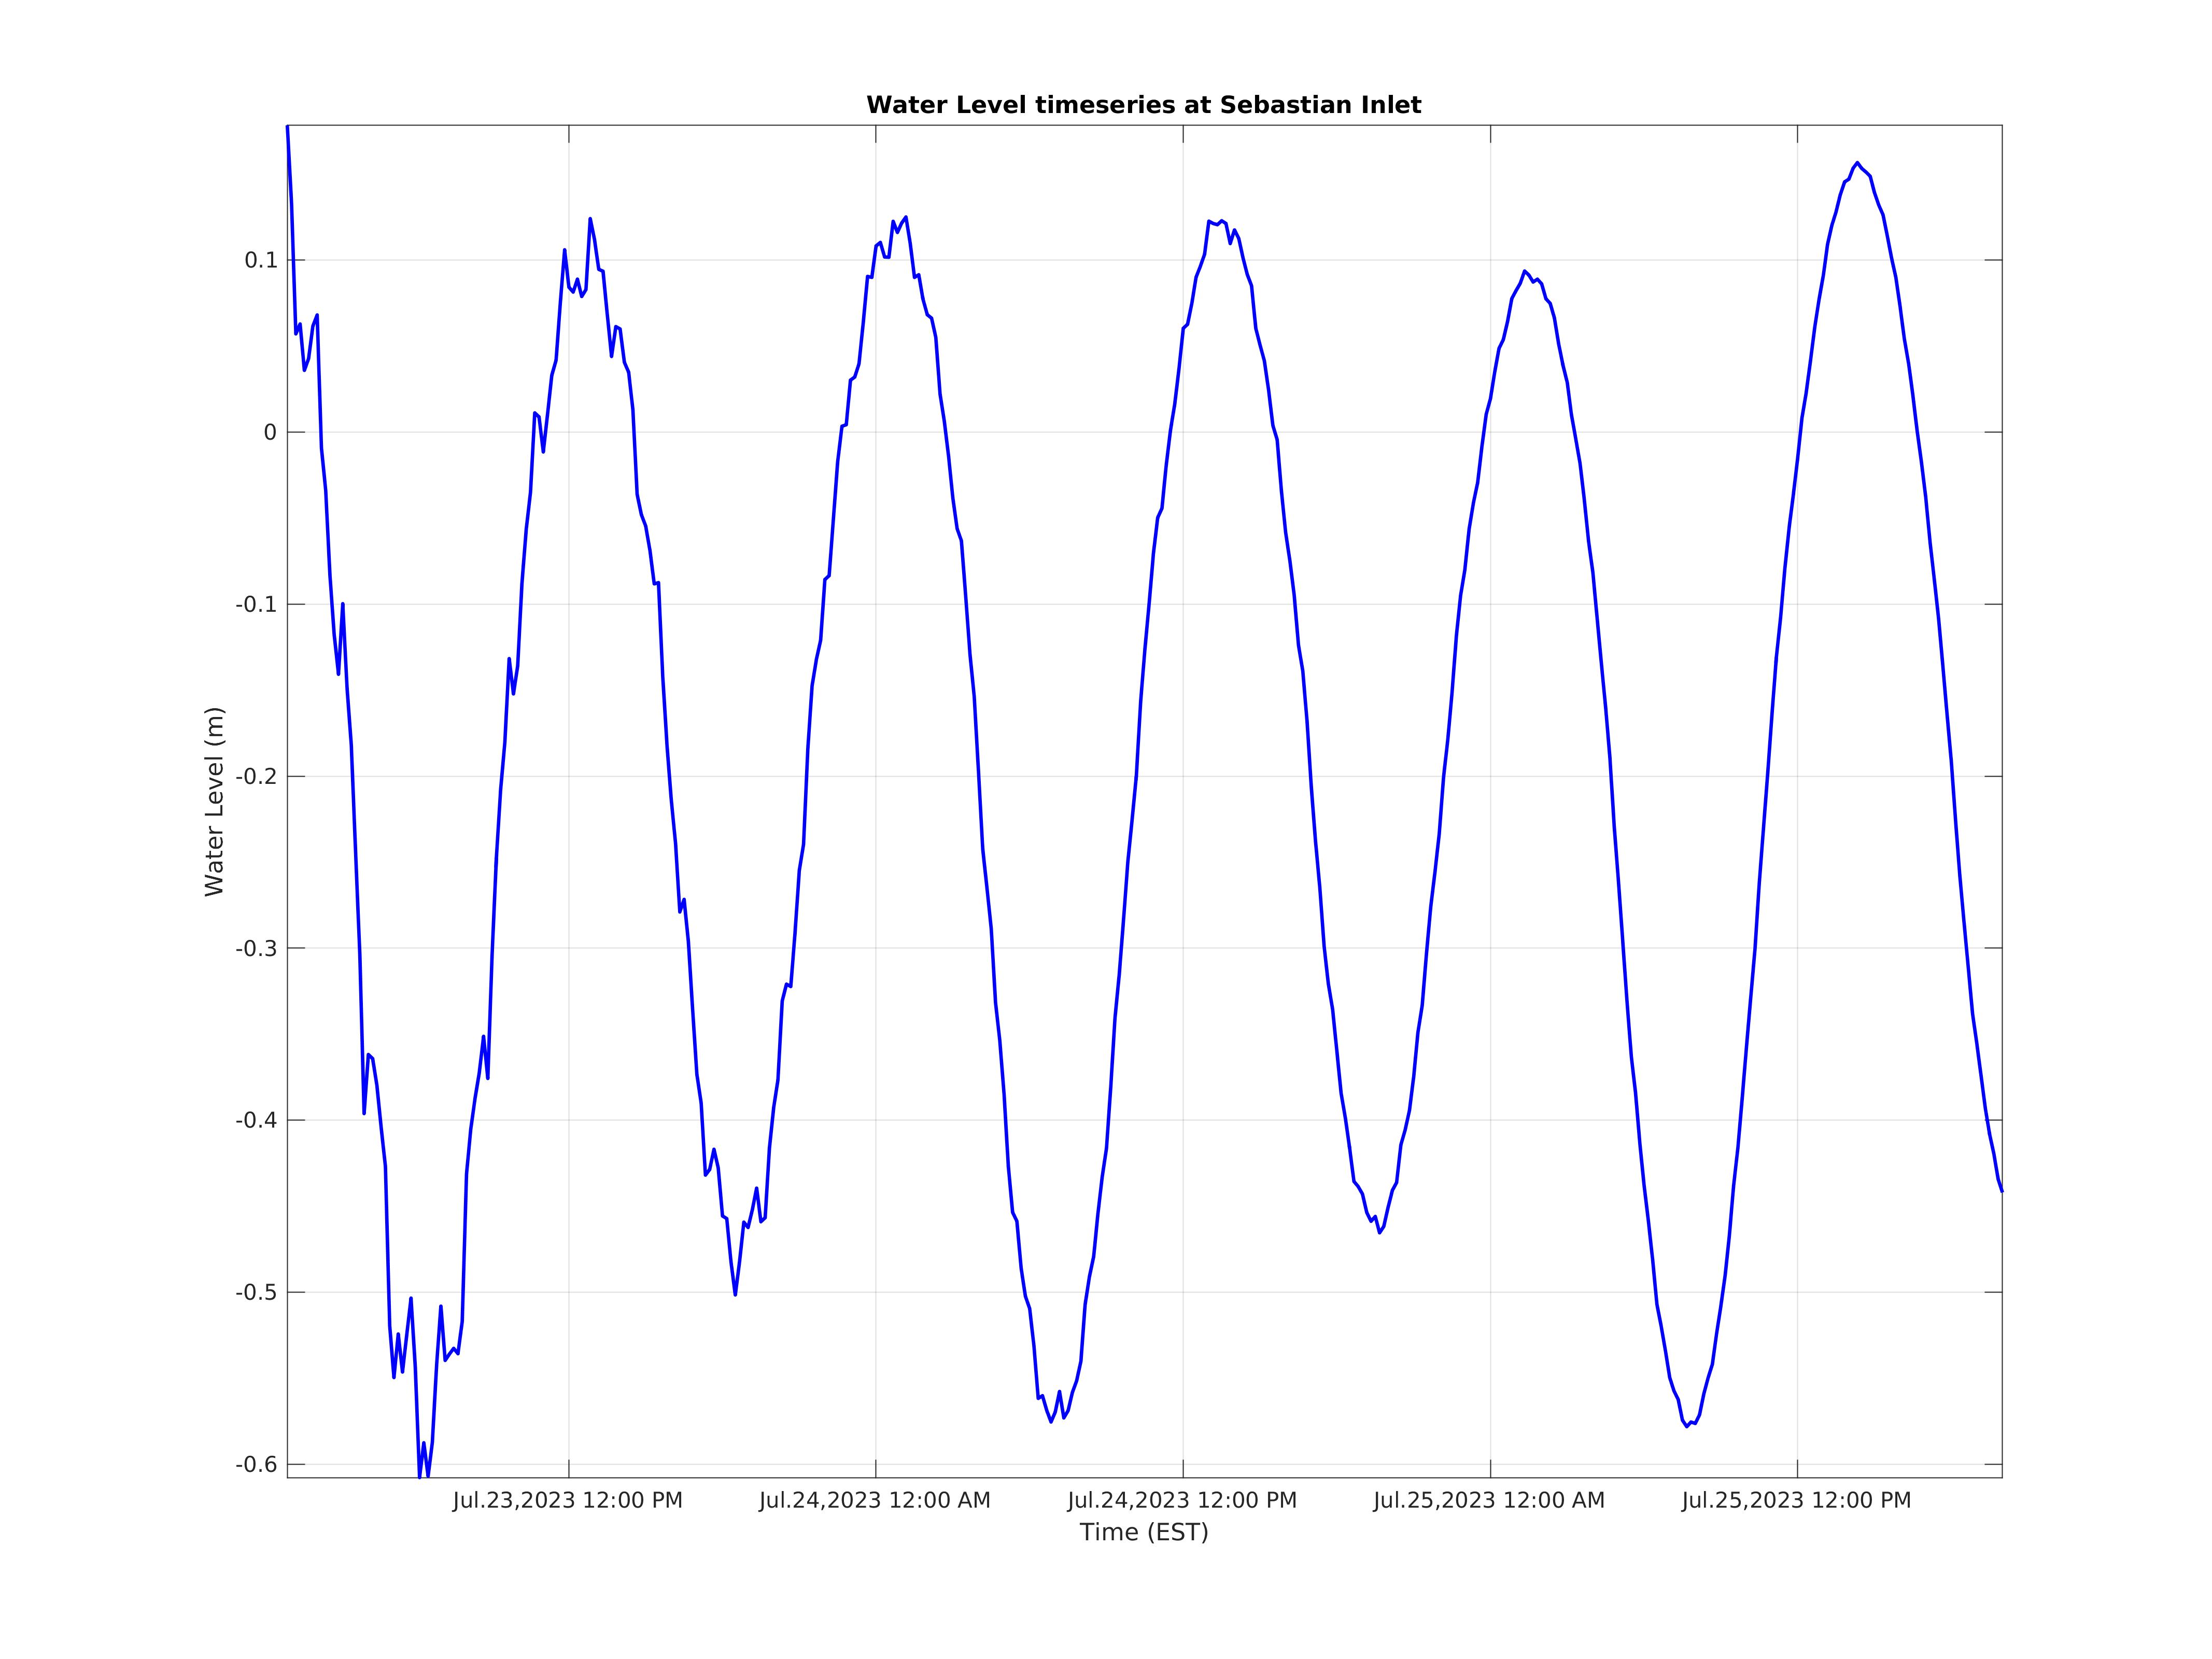 Water Level timeseries at Sebastian Inlet
0.1
0
-0.1
-0.2
-0.3
-0.4
-0.5
-0.6
Water Level (m)
Jul.23,2023 12:00 PM
Jul.24,2023 12:00 AM
Jul.24,2023 12:00 PM
Jul.25,2023 12:00 AM
Jul.25,2023 12:00 PM
Time (EST)